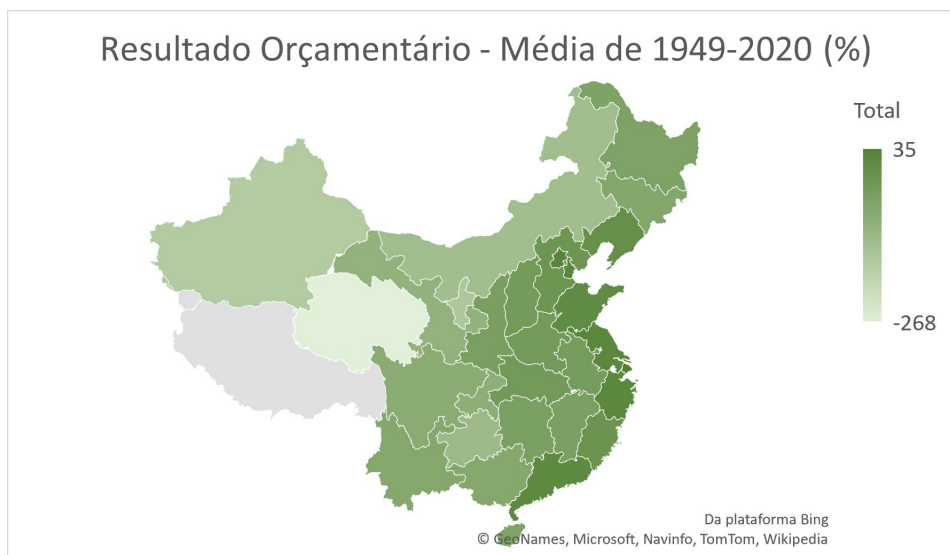 Resultado Orçamentário - Média de 1949-2020 (%)
Total
35
-268
Da plataforma Bing
© GeoNames, Microsoft, Navinfo, TomTom, Wikipedia